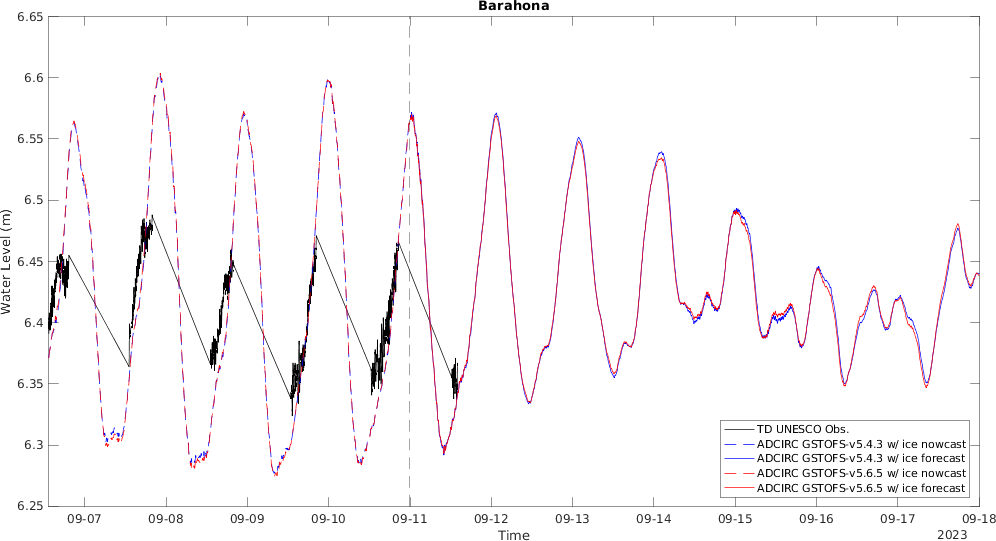 Barahona
6.65
6.6
6.55
6.5
6.45
6.4
6.35
6.3
6.25
Water Level (m)
TD UNESCO Obs.
ADCIRC GSTOFS-v5.4.3 w/ ice nowcast
ADCIRC GSTOFS-v5.4.3 w/ ice forecast
ADCIRC GSTOFS-v5.6.5 w/ ice nowcast
ADCIRC GSTOFS-v5.6.5 w/ ice forecast
09-07 09-08 09-09 09-10 09-11 09-12 09-13 09-14 09-15 09-16 09-17 09-18
Time
2023